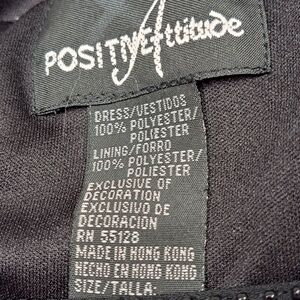 POSITIVE Attitude
DRESS/VESTIDOS
100% POLYESTER/
POLIESTER
LINING/FORRO
100% POLYESTER/
POLIESTER
EXCLUSIVE OF
DECORATION
EXCLUSIVO DE
DECORACION
RN 55128
MADE IN HONG KONG
HECHO EN HONG KONG
SIZE/TALLA: